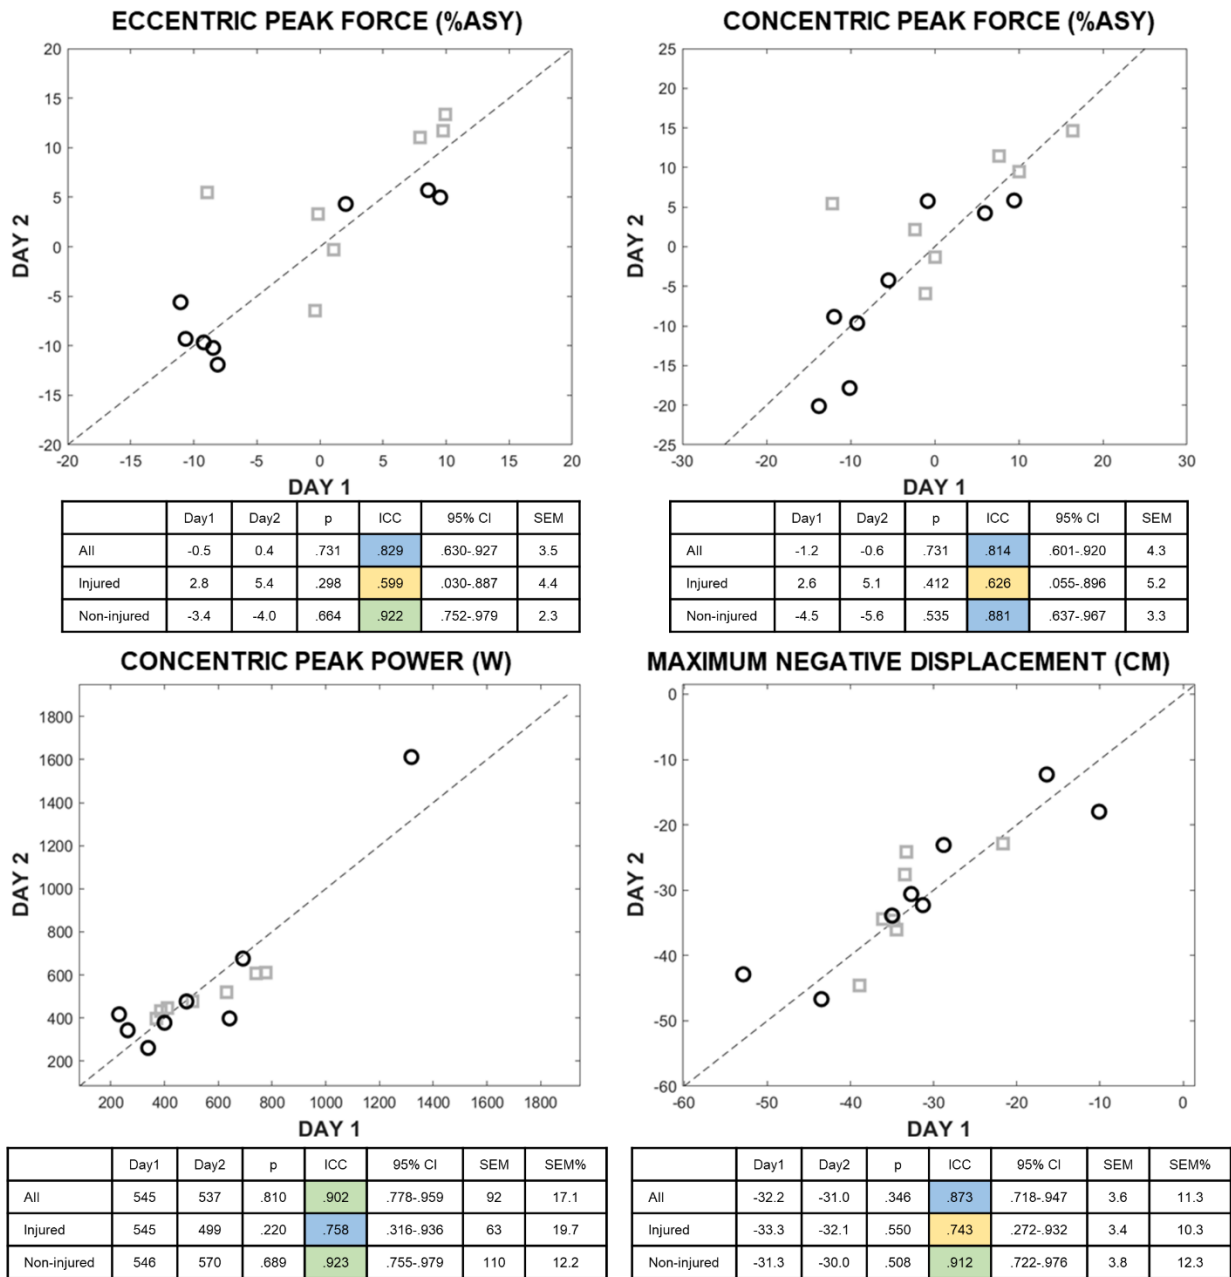 ECCENTRIC PEAK FORCE (%ASY)
20
15
10
5
0
-5
-10
-15
-20
DAY 2
-20 -15 -10 -5 0 5 10 15 20
DAY 1
Day1 Day2 p ICC 95% CI SEM
All -0.5 0.4 .731 .829 .630-.927 3.5
Injured 2.8 5.4 .298 .599 .030-.887 4.4
Non-injured -3.4 -4.0 .664 .922 .752-.979 2.3
CONCENTRIC PEAK FORCE (%ASY)
25
20
15
10
5
0
-5
-10
-15
-20
-25
DAY 2
-30 -20 -10 0 10 20 30
DAY 1
Day1 Day2 p ICC 95% CI SEM
All -1.2 -0.6 .731 .814 .601-.920 4.3
Injured 2.6 5.1 .412 .626 .055-.896 5.2
Non-injured -4.5 -5.6 .535 .881 .637-.967 3.3
CONCENTRIC PEAK POWER (W)
1800
1600
1400
1200
1000
800
600
400
200
DAY 2
200 400 600 800 1000 1200 1400 1600 1800
DAY 1
Day1 Day2 p ICC 95% CI SEM SEM%
All 545 537 .810 .902 .778-.959 92 17.1
Injured 545 499 .220 .758 .316-.936 63 19.7
Non-injured 546 570 .689 .923 .755-.979 110 12.2
MAXIMUM NEGATIVE DISPLACEMENT (CM)
0
-10
-20
-30
-40
-50
-60
DAY 2
-60 -50 -40 -30 -20 -10 0
DAY 1
Day1 Day2 p ICC 95% CI SEM SEM%
All -32.2 -31.0 .346 .873 .718-.947 3.6 11.3
Injured -33.3 -32.1 .550 .743 .272-.932 3.4 10.3
Non-injured -31.3 -30.0 .508 .912 .722-.976 3.8 12.3